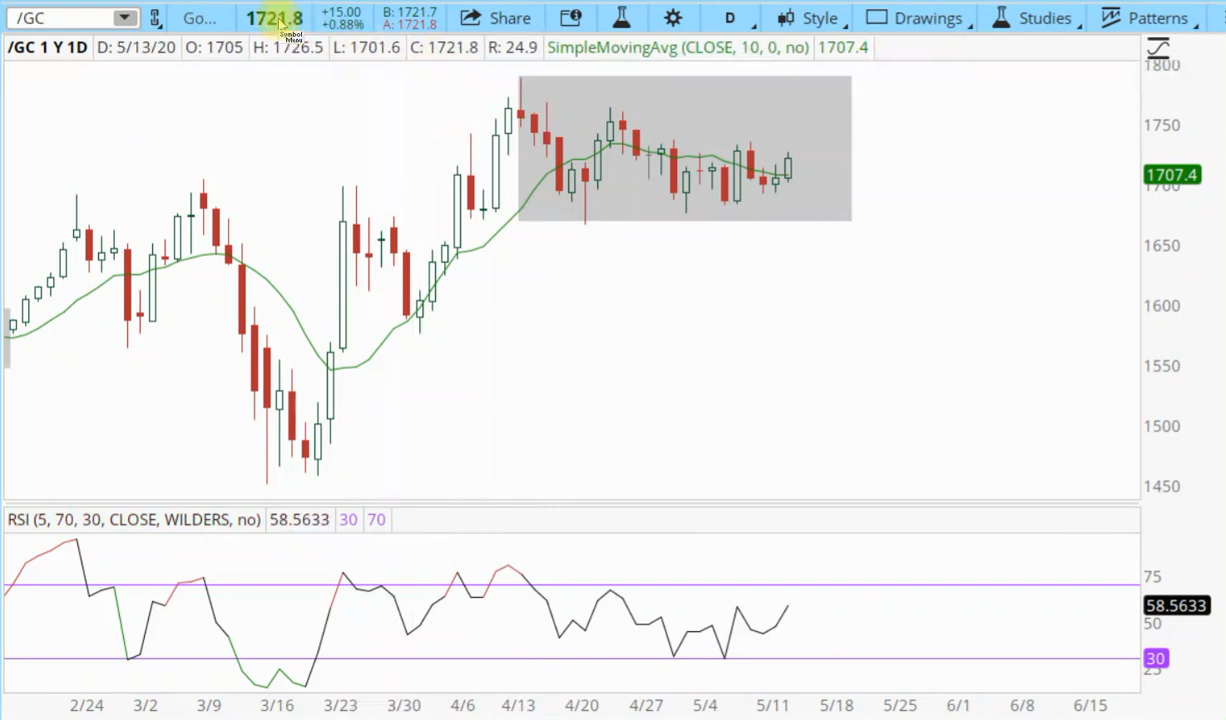 /GC Go... 1721.8 +15.00 +0.88% B: 1721.7 A: 1721.8 Share D Style Drawings Studies Patterns
Symbol Menu
/GC 1 Y 1D D: 5/13/20 O: 1705 H: 1726.5 L: 1701.6 C: 1721.8 R: 24.9 SimpleMovingAvg (CLOSE, 10, 0, no) 1707.4
1800
1750
1707.4
1700
1650
1600
1550
1500
1450
RSI (5, 70, 30, CLOSE, WILDERS, no) 58.5633 30 70
75
58.5633
50
30
25
2/24 3/2 3/9 3/16 3/23 3/30 4/6 4/13 4/20 4/27 5/4 5/11 5/18 5/25 6/1 6/8 6/15